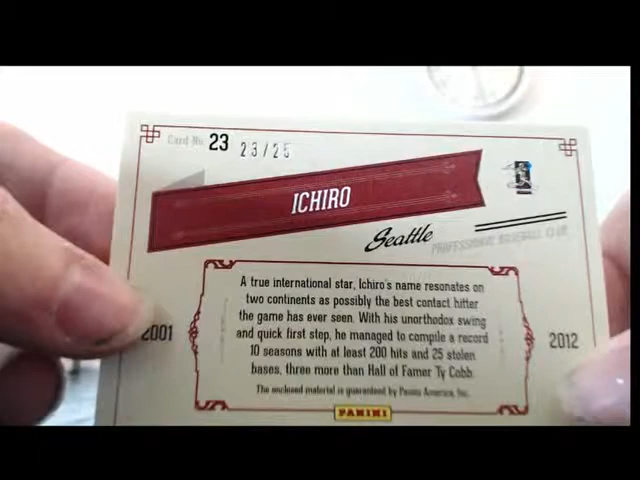 Card No 23 23/25
ICHIRO
Seattle
PROFESSIONAL BASEBALL CLUB
A true international star, Ichiro's name resonates on
two continents as possibly the best contact hitter
the game has ever seen. With his unorthodox swing
and quick first step, he managed to compile a record
10 seasons with at least 200 hits and 25 stolen
bases, three more than Hall of Famer Ty Cobb.
2001
2012
The enclosed material is guaranteed by Panini America, Inc.
PANINI